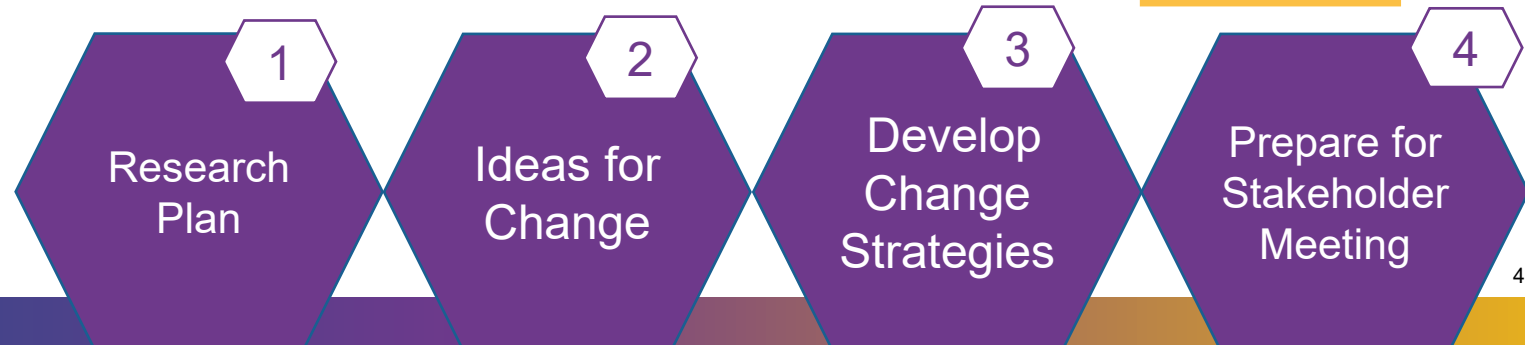 1
Research
Plan
2
Ideas for
Change
3
Develop
Change
Strategies
4
Prepare for
Stakeholder
Meeting
4